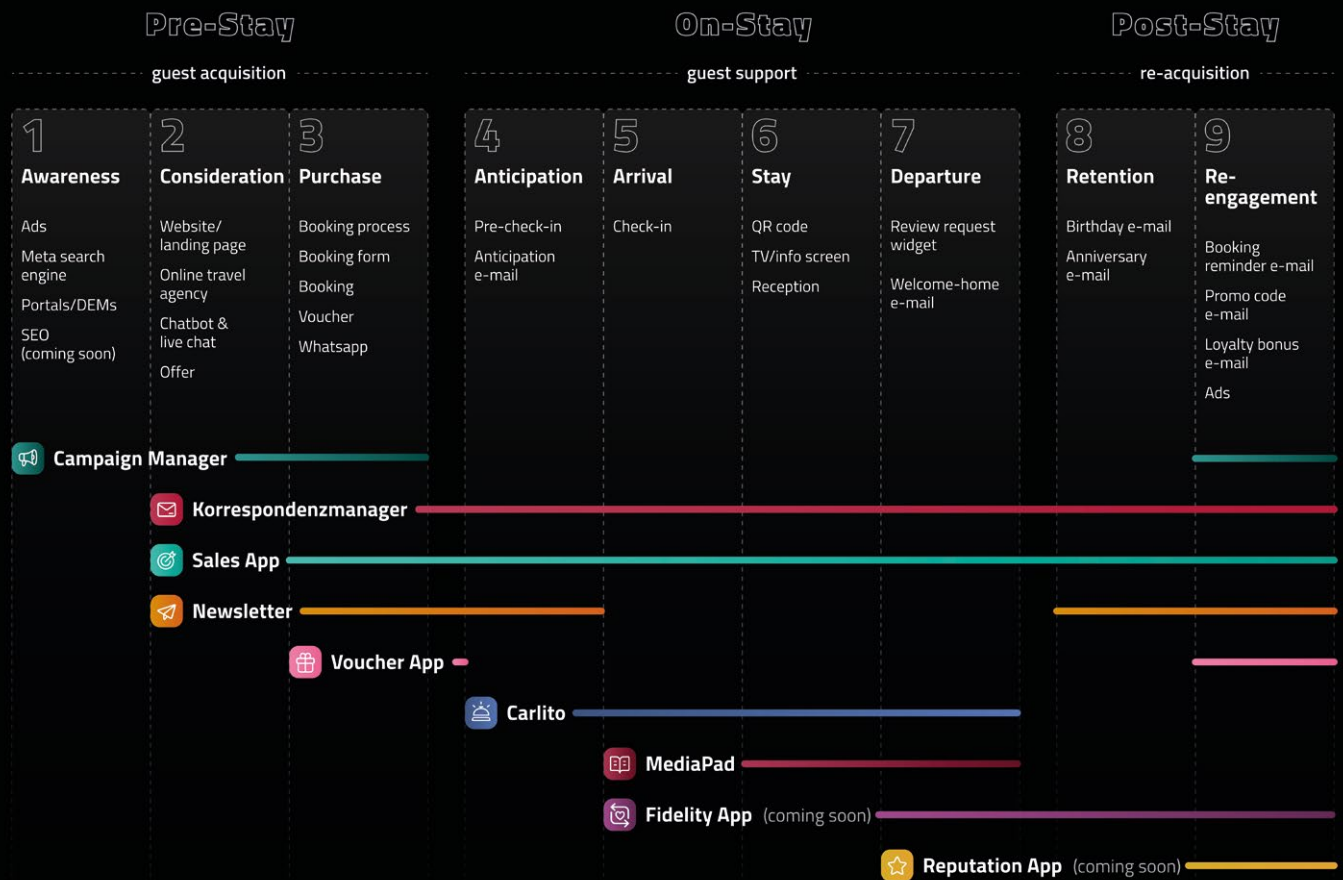 Pre-Stay
On-Stay
Post-Stay
guest acquisition
guest support
re-acquisition
1
Awareness
Ads
Meta search
engine
Portals/DEMs
SEO
(coming soon)
2
Consideration
Website/
landing page
Online travel
agency
Chatbot &
live chat
Offer
3
Purchase
Booking process
Booking form
Booking
Voucher
Whatsapp
4
Anticipation
Pre-check-in
Anticipation
e-mail
5
Arrival
Check-in
6
Stay
QR code
TV/info screen
Reception
7
Departure
Review request
widget
Welcome-home
e-mail
8
Retention
Birthday e-mail
Anniversary
e-mail
9
Re-
engagement
Booking
reminder e-mail
Promo code
e-mail
Loyalty bonus
e-mail
Ads
Campaign Manager
Korrespondenzmanager
Sales App
Newsletter
Voucher App
Carlito
MediaPad
Fidelity App (coming soon)
Reputation App (coming soon)